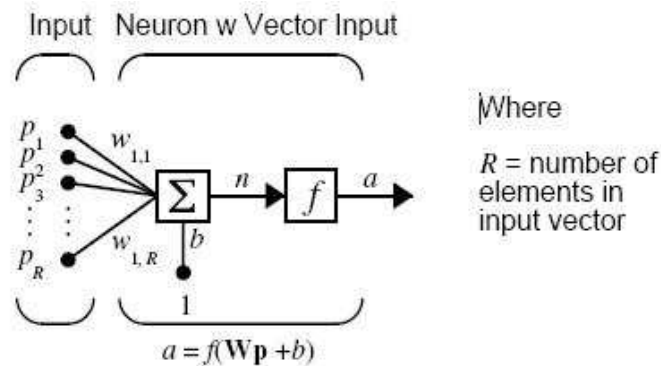 Input Neuron w Vector Input
p1
p2
p3
pR
w1,1
w1, R
Σ
n
f
a
b
1
a = f(Wp +b)
Where
R = number of
elements in
input vector